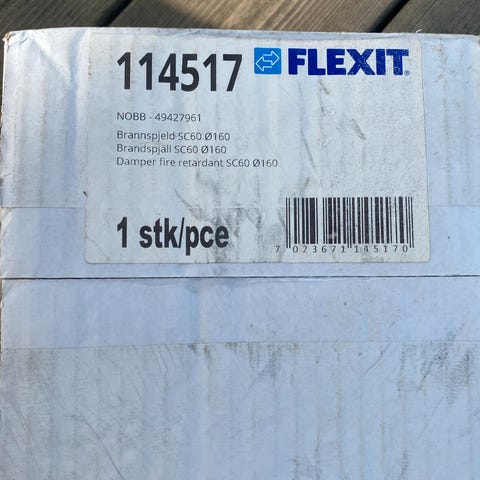 114517 FLEXIT®
NOBB - 49427961
Brannspjeld SC60 Ø160
Brandspjäll SC60 Ø160
Damper fire retardant SC60 Ø160
1 stk/pce
7 023671 145170